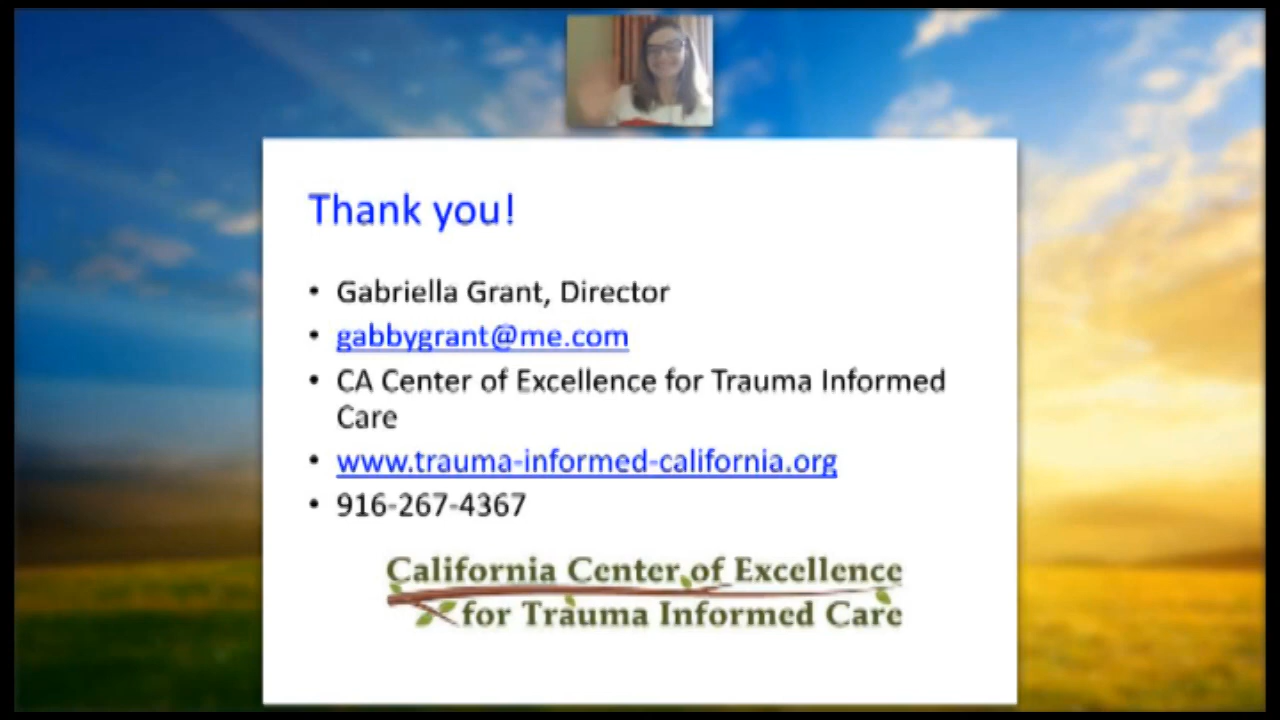 Thank you!
• Gabriella Grant, Director
• gabbygrant@me.com
• CA Center of Excellence for Trauma Informed
Care
• www.trauma-informed-california.org
• 916-267-4367
California Center of Excellence
for Trauma Informed Care